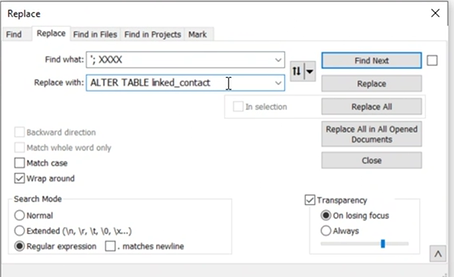 Replace
Find Replace Find in Files Find in Projects Mark
Find what: '; XXXX Find Next
Replace with: ALTER TABLE linked_contact Replace
In selection Replace All
Backward direction Replace All in All Opened Documents
Match whole word only
Match case Close
Wrap around
Search Mode Transparency
Normal On losing focus
Extended (\n, \r, \t, \0, \x...) Always
Regular expression . matches newline